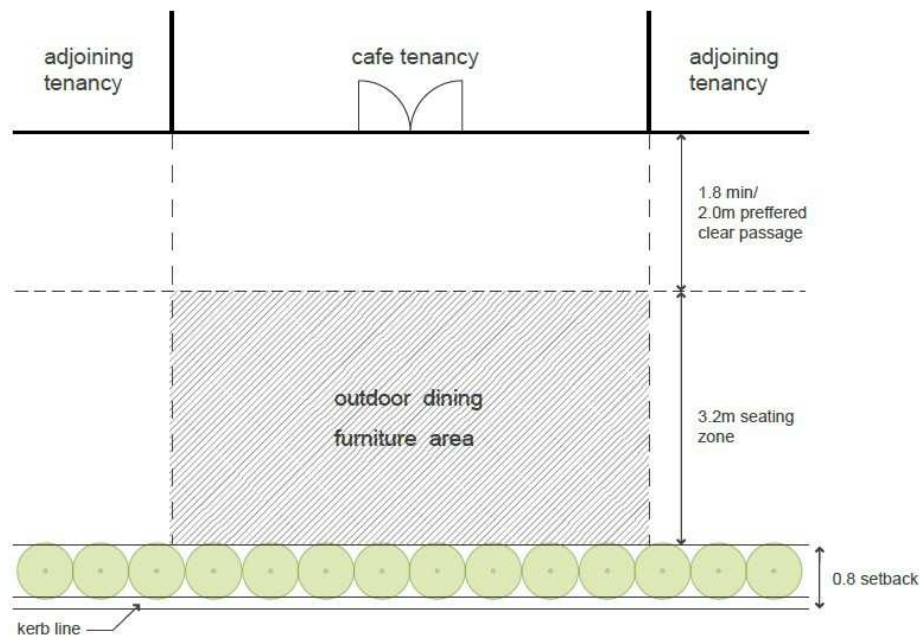 adjoining
tenancy
cafe tenancy
adjoining
tenancy
1.8 min/
2.0m preffered
clear passage
outdoor dining
furniture area
3.2m seating
zone
0.8 setback
kerb line